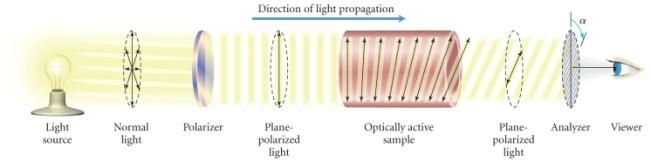 Direction of light propagation
α
Light
source
Normal
light
Polarizer
Plane-
polarized
light
Optically active
sample
Plane-
polarized
light
Analyzer
Viewer